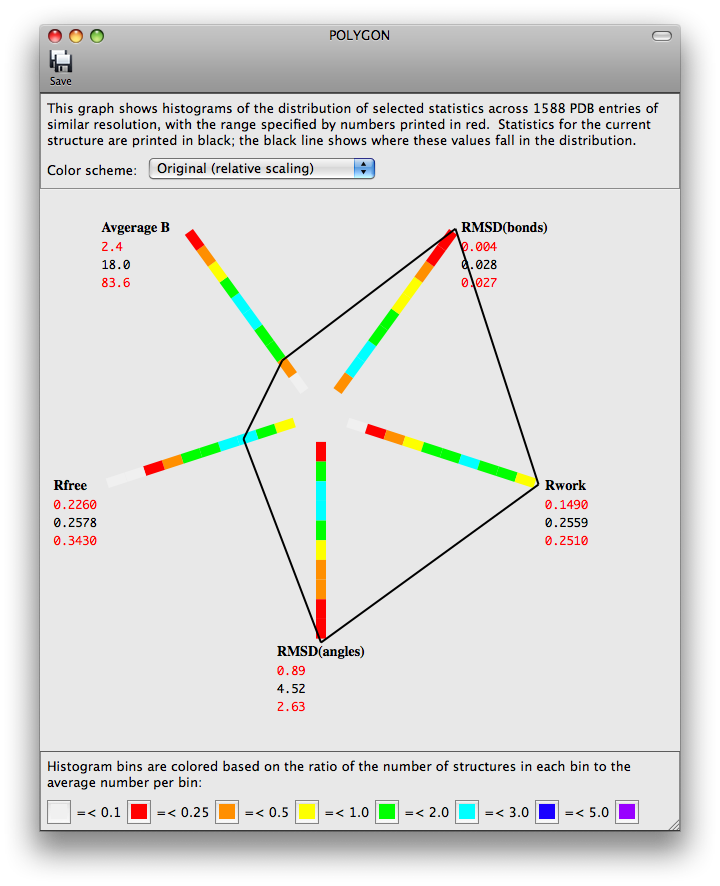 POLYGON
Save
This graph shows histograms of the distribution of selected statistics across 1588 PDB entries of
similar resolution, with the range specified by numbers printed in red.  Statistics for the current
structure are printed in black; the black line shows where these values fall in the distribution.
Color scheme: Original (relative scaling)
Avgerage B
2.4
18.0
83.6
RMSD(bonds)
0.004
0.028
0.027
Rfree
0.2260
0.2578
0.3430
Rwork
0.1490
0.2559
0.2510
RMSD(angles)
0.89
4.52
2.63
Histogram bins are colored based on the ratio of the number of structures in each bin to the
average number per bin:
=< 0.1 =< 0.25 =< 0.5 =< 1.0 =< 2.0 =< 3.0 =< 5.0